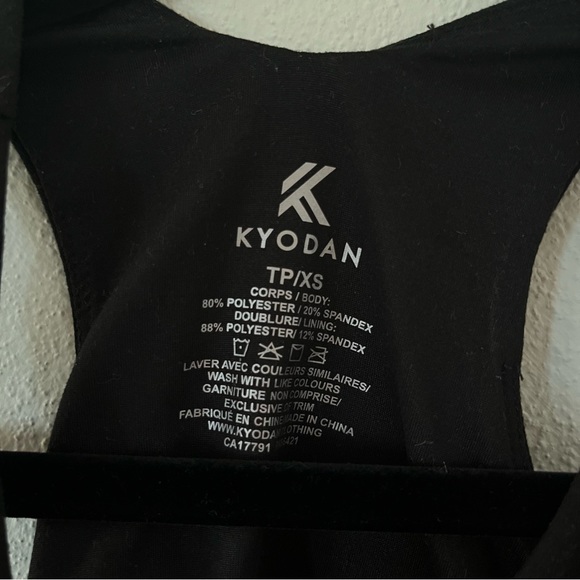 KYODAN
TP/XS
CORPS / BODY:
80% POLYESTER / 20% SPANDEX
DOUBLURE/ LINING:
88% POLYESTER/ 12% SPANDEX
LAVER AVEC COULEURS SIMILAIRES/
WASH WITH LIKE COLOURS
GARNITURE NON COMPRISE/
EXCLUSIVE OF TRIM
FABRIQUÉ EN CHINE/MADE IN CHINA
CA17791